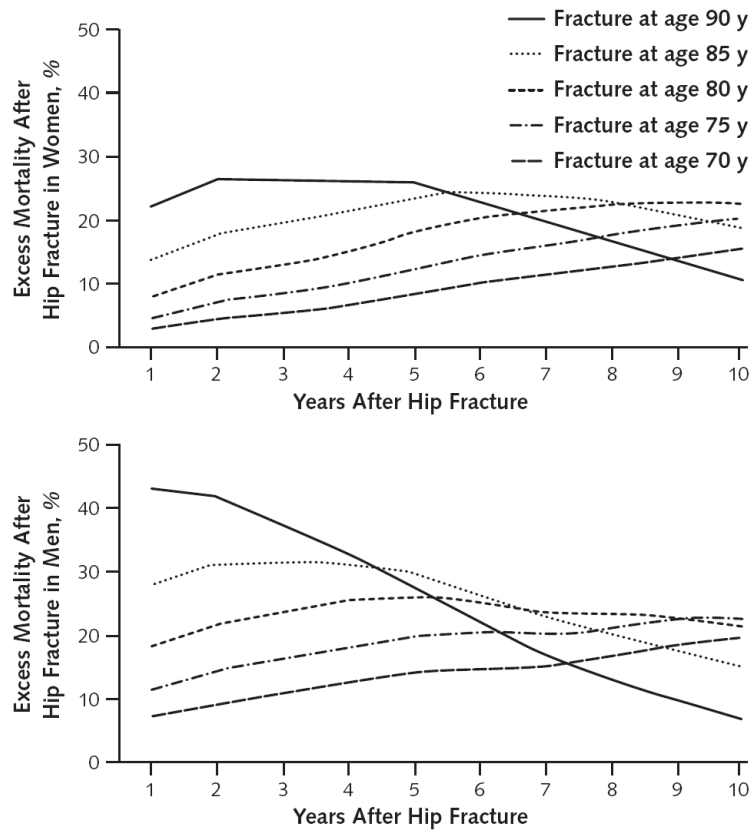 Fracture at age 90 y
Fracture at age 85 y
Fracture at age 80 y
Fracture at age 75 y
Fracture at age 70 y
Excess Mortality After
Hip Fracture in Women, %
50
40
30
20
10
0
1 2 3 4 5 6 7 8 9 10
Years After Hip Fracture
Excess Mortality After
Hip Fracture in Men, %
50
40
30
20
10
0
1 2 3 4 5 6 7 8 9 10
Years After Hip Fracture